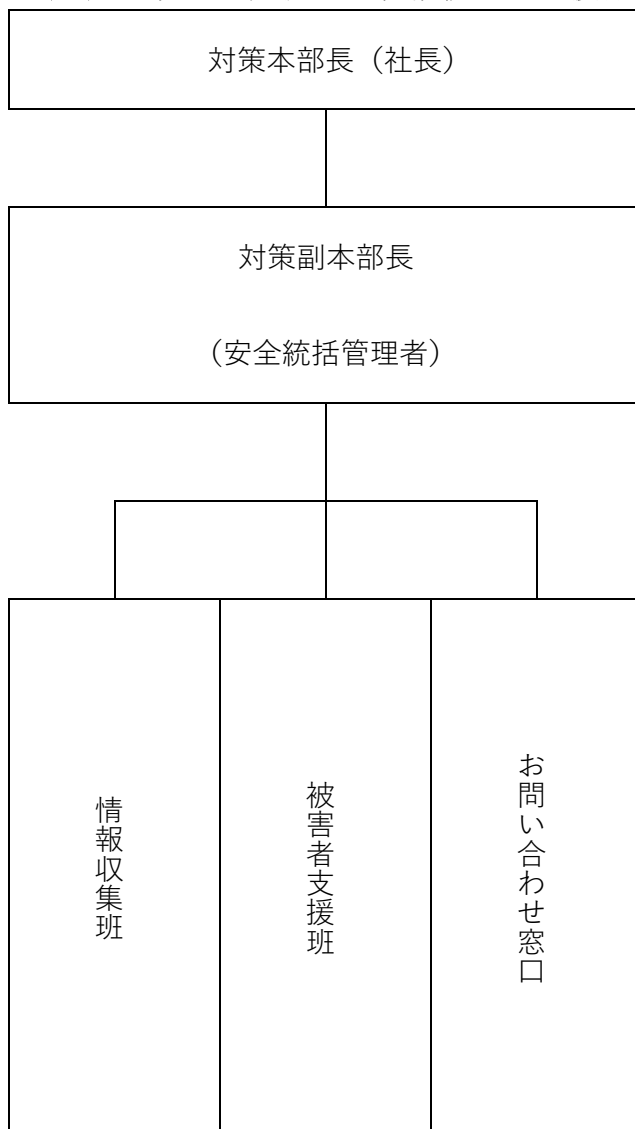 対策本部長（社長）
対策副本部長
（安全統括管理者）
情報収集班
被害者支援班
お問い合わせ窓口